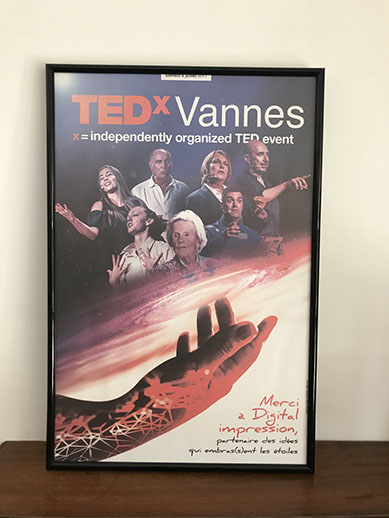 TEDx Vannes
x = independently organized TED event
Merci
à Digital
impression,
partenaire des idées
qui embras(s)ent les étoiles